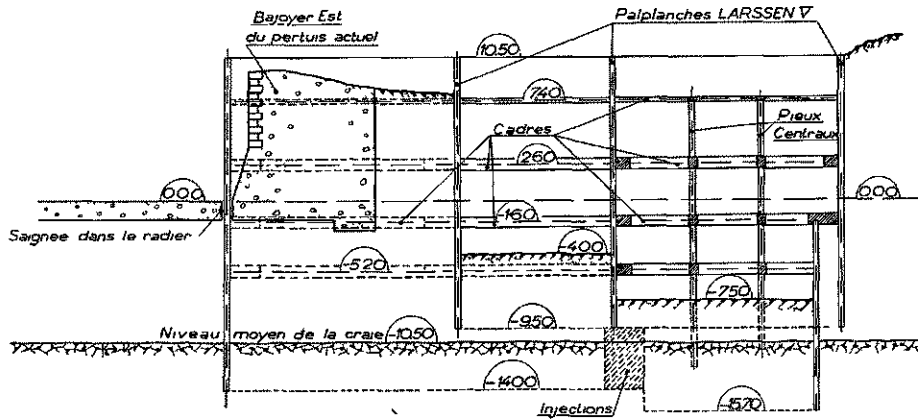 Bajoyer Est
du pertuis actuel
Palplanches LARSSEN V
10.50
7.40
Pieux
Centraux
Cadres
2.60
0.00
0.00
-1.60
Saignée dans le radier
-4.00
-5.20
-7.50
-9.50
Niveau moyen de la craie -10.50
-14.00
Injections
-15.70